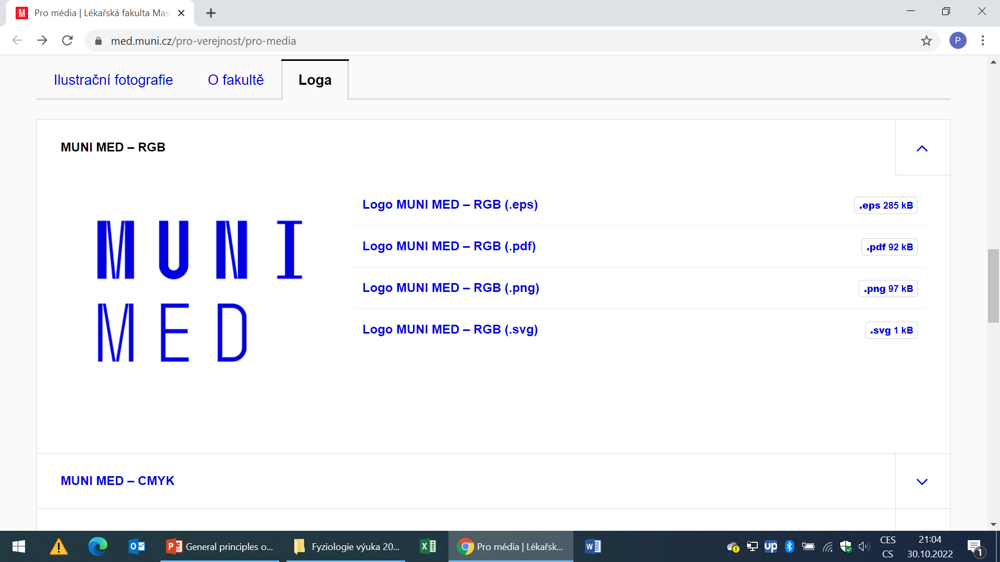 Pro média | Lékařská fakulta Mas
med.muni.cz/pro-verejnost/pro-media
P
Ilustrační fotografie
O fakultě
Loga
MUNI MED – RGB
MUNI
MED
Logo MUNI MED – RGB (.eps)
.eps 285 kB
Logo MUNI MED – RGB (.pdf)
.pdf 92 kB
Logo MUNI MED – RGB (.png)
.png 97 kB
Logo MUNI MED – RGB (.svg)
.svg 1 kB
MUNI MED – CMYK
General principles o...
Fyziologie výuka 20...
Pro média | Lékařsk...
up
CES
CS
21:04
30.10.2022
1